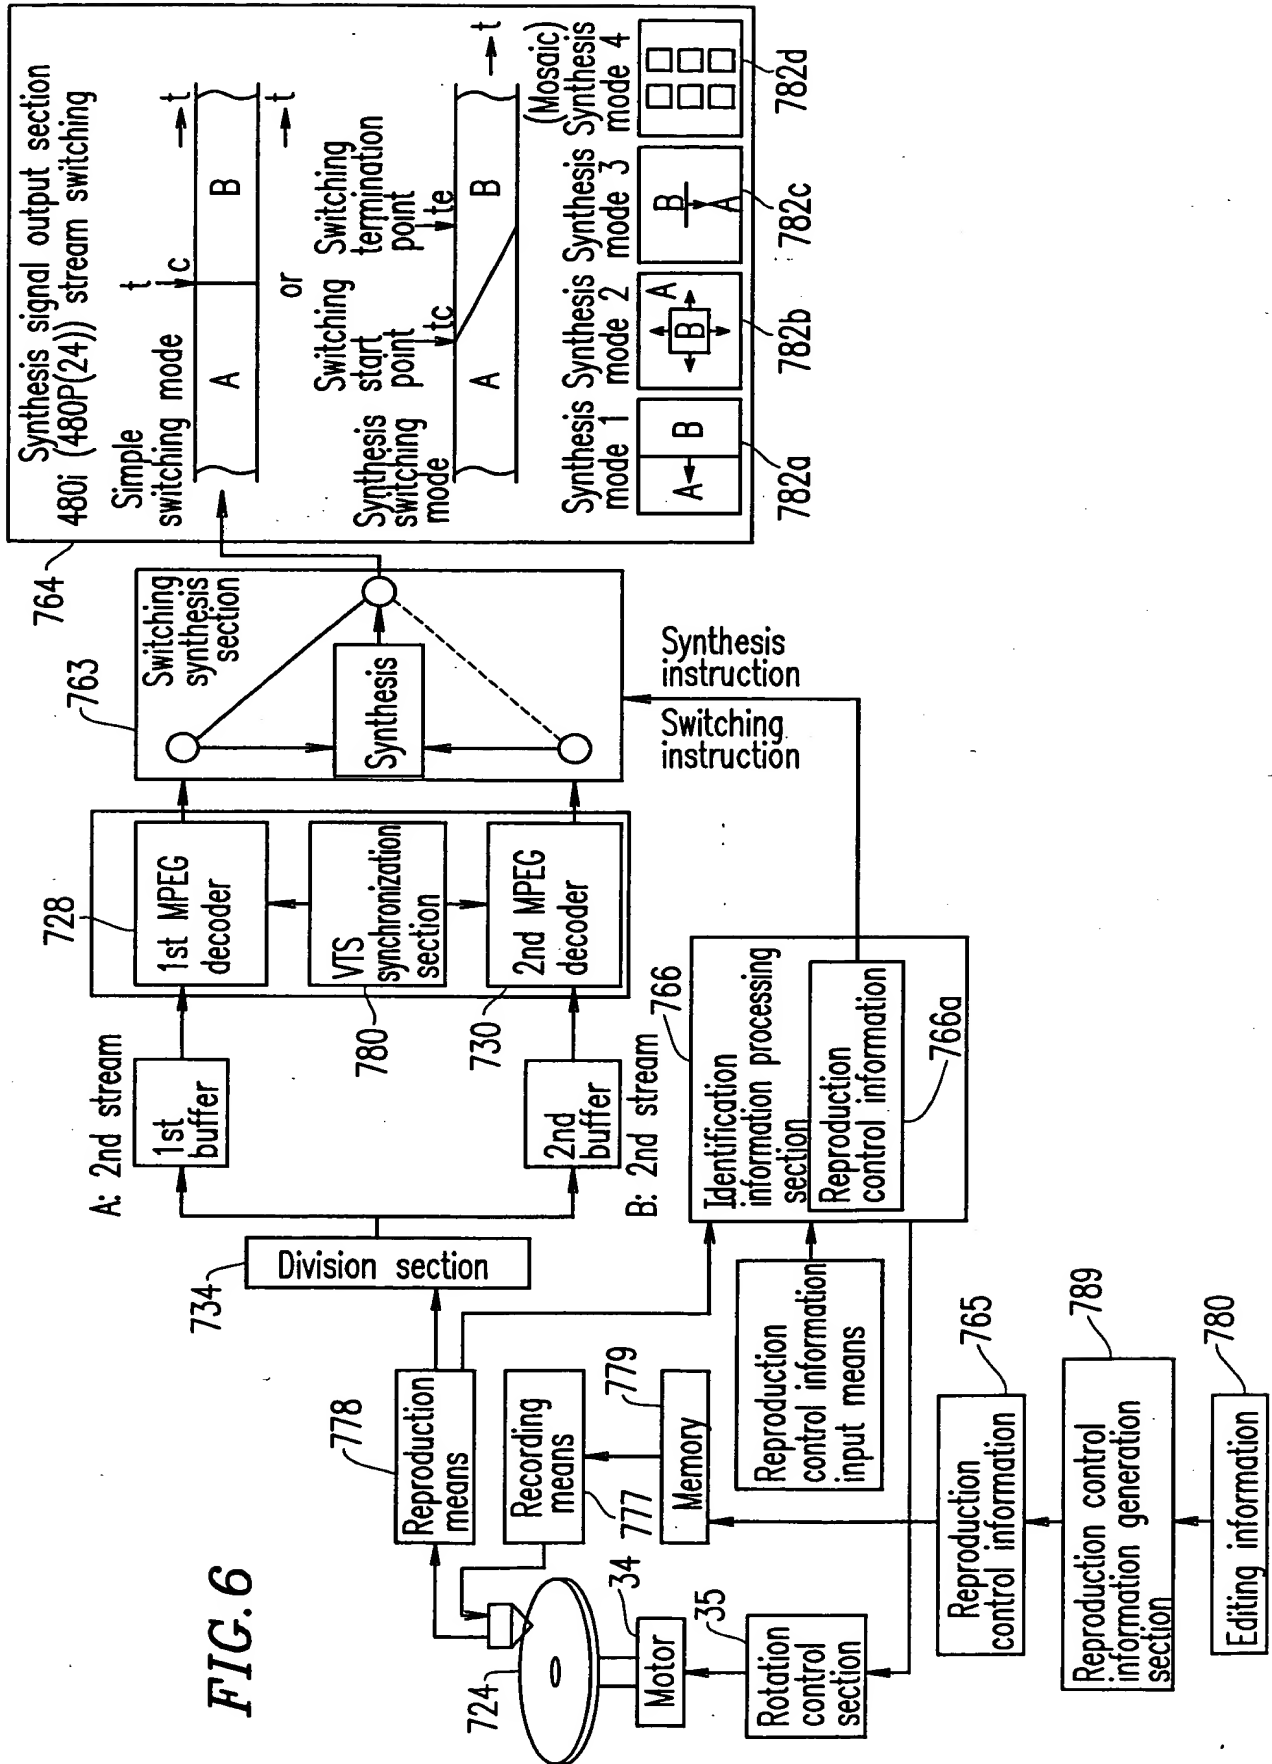 FIG. 6
724
34
Motor
35
Rotation
control
section
778
Reproduction
means
Recording
means
777
779
Memory
Reproduction
control information
input means
765
Reproduction
control information
789
Reproduction control
information generation
section
780
Editing information
734
Division section
A: 2nd stream
1st
buffer
2nd
buffer
B: 2nd stream
766
Identification
information processing
section
Reproduction
control information
766a
728
1st MPEG
decoder
VTS
synchronization
section
780
2nd MPEG
decoder
730
763
Switching
synthesis
section
Synthesis
Synthesis
instruction
Switching
instruction
764
Synthesis signal output section
480i (480P(24)) stream switching
Simple
switching mode
t
c
t
A
B
t
or
Synthesis
switching
mode
Switching
start
point
tc
Switching
termination
point
te
A
B
t
Synthesis
mode 1
A
B
782a
Synthesis
mode 2
A
B
782b
Synthesis
mode 3
B
A
782c
(Mosaic)
Synthesis
mode 4
782d